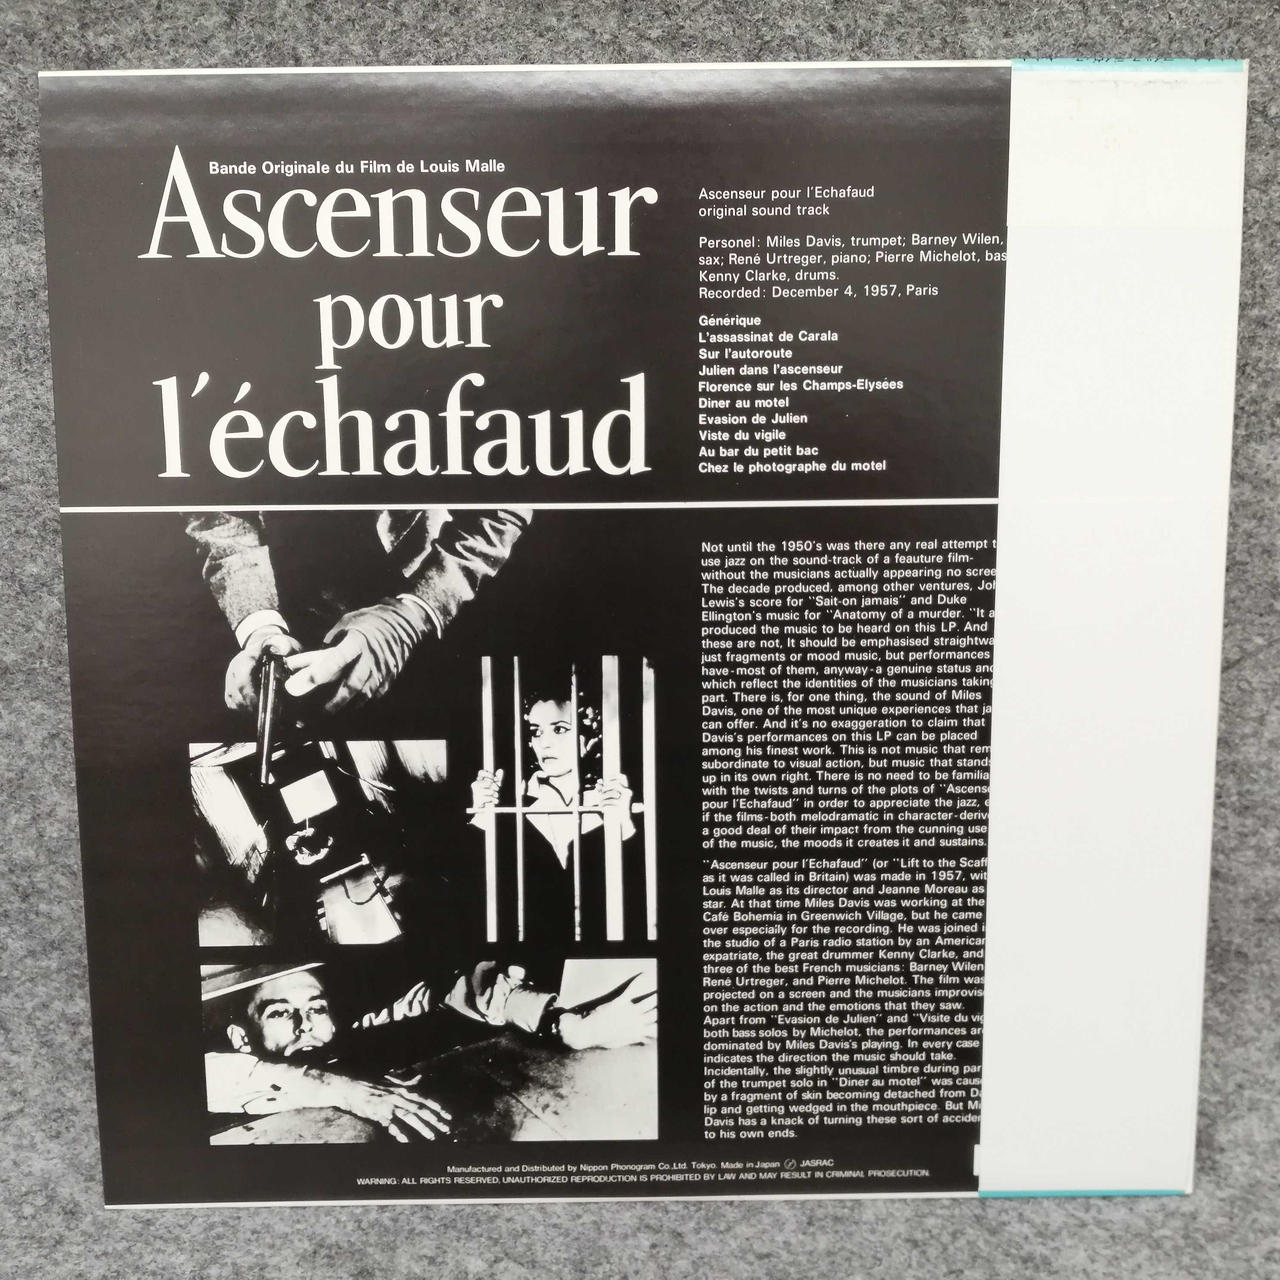 Bande Originale du Film de Louis Malle
Ascenseur
pour
l'échafaud
Ascenseur pour l'Echafaud
original sound track
Personel: Miles Davis, trumpet; Barney Wilen,
sax; René Urtreger, piano; Pierre Michelot, bas
Kenny Clarke, drums.
Recorded: December 4, 1957, Paris
Générique
L'assassinat de Carala
Sur l'autoroute
Julien dans l'ascenseur
Florence sur les Champs-Elysées
Diner au motel
Evasion de Julien
Viste du vigile
Au bar du petit bac
Chez le photographe du motel
Not until the 1950's was there any real attempt t
use jazz on the sound-track of a feauture film-
without the musicians actually appearing no scree
The decade produced, among other ventures, Joh
Lewis's score for "Sait-on jamais" and Duke
Ellington's music for "Anatomy of a murder. "It a
produced the music to be heard on this LP. And
these are not, It should be emphasised straightwa
just fragments or mood music, but performances
have-most of them, anyway-a genuine status and
which reflect the identities of the musicians taking
part. There is, for one thing, the sound of Miles
Davis, one of the most unique experiences that ja
can offer. And it's no exaggeration to claim that
Davis's performances on this LP can be placed
among his finest work. This is not music that rem
subordinate to visual action, but music that stands
up in its own right. There is no need to be familia
with the twists and turns of the plots of "Ascense
pour l'Echafaud" in order to appreciate the jazz, e
if the films-both melodramatic in character-derive
a good deal of their impact from the cunning use
of the music, the moods it creates it and sustains.
"Ascenseur pour l'Echafaud" (or "Lift to the Scaff
as it was called in Britain) was made in 1957, wit
Louis Malle as its director and Jeanne Moreau as
star. At that time Miles Davis was working at the
Café Bohemia in Greenwich Village, but he came
over especially for the recording. He was joined i
the studio of a Paris radio station by an American
expatriate, the great drummer Kenny Clarke, and
three of the best French musicians: Barney Wilen
René Urtreger, and Pierre Michelot. The film was
projected on a screen and the musicians improvis
on the action and the emotions that they saw.
Apart from "Evasion de Julien" and "Visite du vig
both bass solos by Michelot, the performances are
dominated by Miles Davis's playing. In every case
indicates the direction the music should take.
Incidentally, the slightly unusual timbre during par
of the trumpet solo in "Diner au motel" was caus
by a fragment of skin becoming detached from Da
lip and getting wedged in the mouthpiece. But Mi
Davis has a knack of turning these sort of acciden
to his own ends.
Manufactured and Distributed by Nippon Phonogram Co.,Ltd. Tokyo. Made in Japan JASRAC
WARNING: ALL RIGHTS RESERVED, UNAUTHORIZED REPRODUCTION IS PROHIBITED BY LAW AND MAY RESULT IN CRIMINAL PROSECUTION.